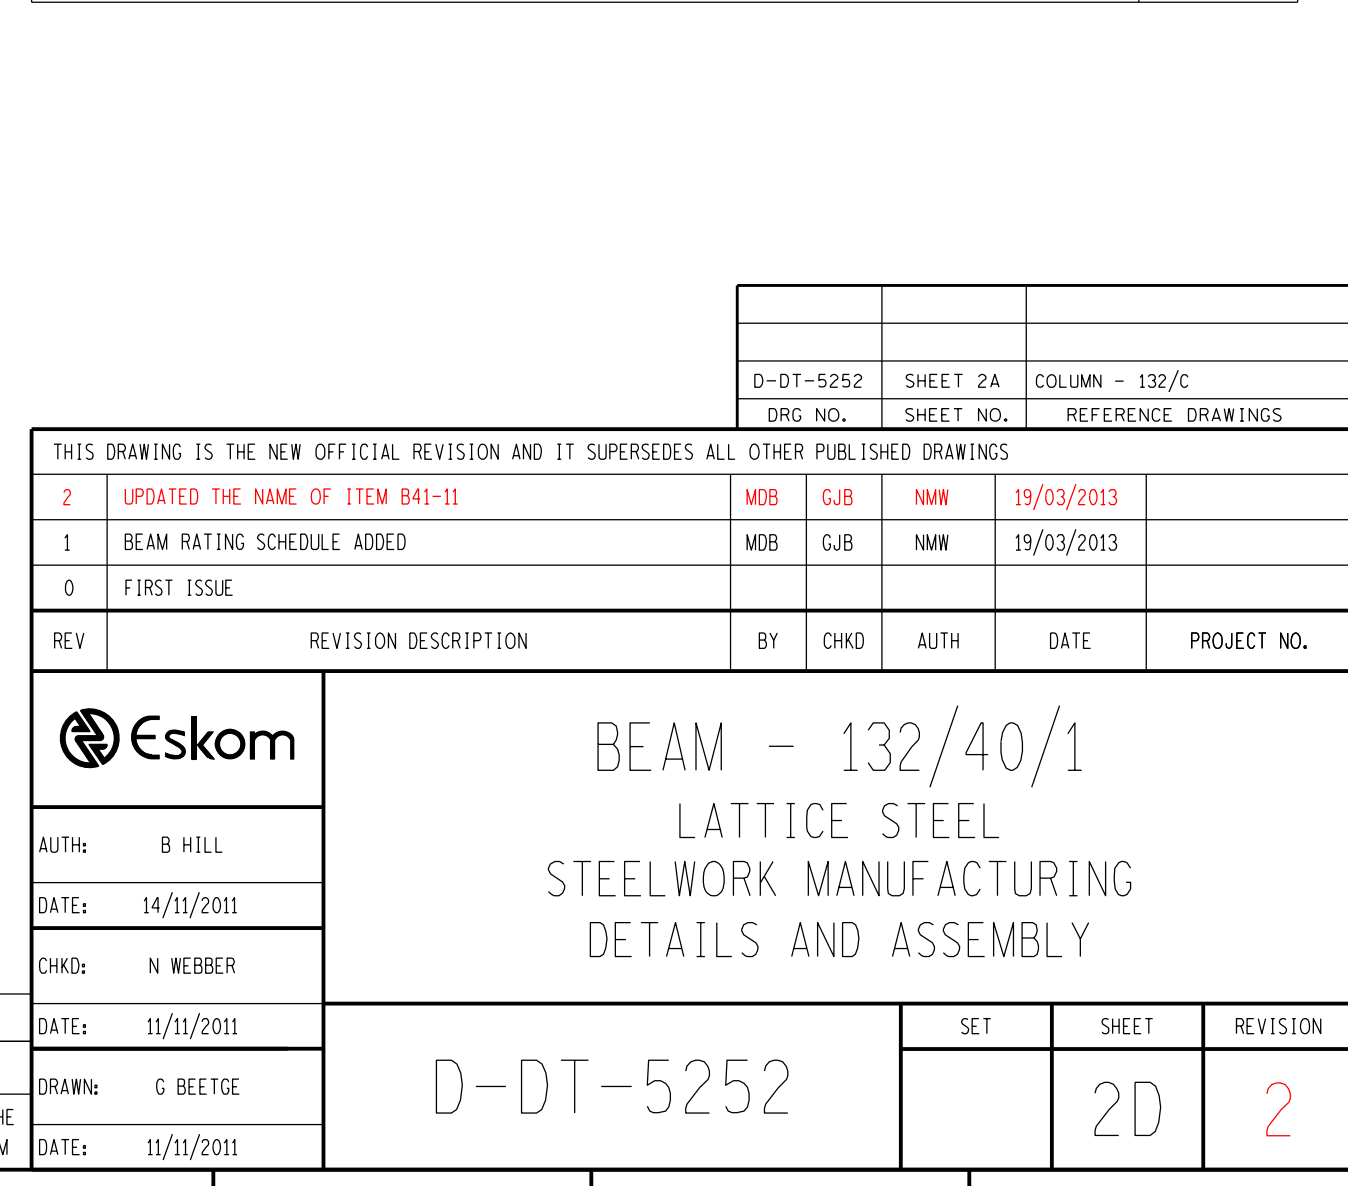 D-DT-5252 SHEET 2A COLUMN - 132/C
DRG NO. SHEET NO. REFERENCE DRAWINGS
THIS DRAWING IS THE NEW OFFICIAL REVISION AND IT SUPERSEDES ALL OTHER PUBLISHED DRAWINGS
2 UPDATED THE NAME OF ITEM B41-11 MDB GJB NMW 19/03/2013
1 BEAM RATING SCHEDULE ADDED MDB GJB NMW 19/03/2013
0 FIRST ISSUE
REV REVISION DESCRIPTION BY CHKD AUTH DATE PROJECT NO.
Eskom
BEAM - 132/40/1
LATTICE STEEL
STEELWORK MANUFACTURING
DETAILS AND ASSEMBLY
AUTH: B HILL
DATE: 14/11/2011
CHKD: N WEBBER
DATE: 11/11/2011
DRAWN: G BEETGE
DATE: 11/11/2011
D-DT-5252
SET SHEET REVISION
2D 2
HE
M